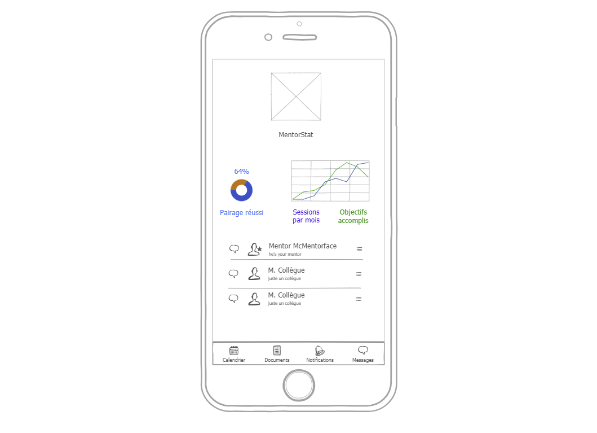 MentorStat
64%
Pairage réussi
Sessions
par mois
Objectifs
accomplis
Mentor McMentorface
he's your mentor
M. Collègue
juste un collègue
M. Collègue
juste un collègue
Calendrier
Documents
Notifications
Messages